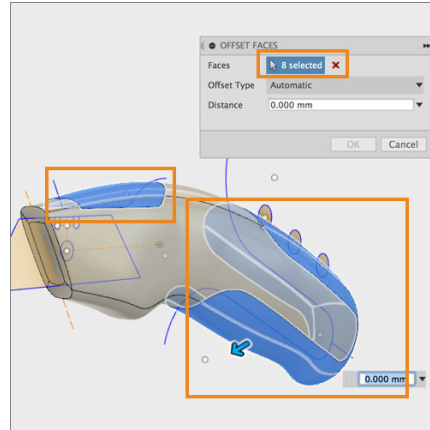 OFFSET FACES
Faces 8 selected
Offset Type Automatic
Distance 0.000 mm
OK Cancel
0.000 mm